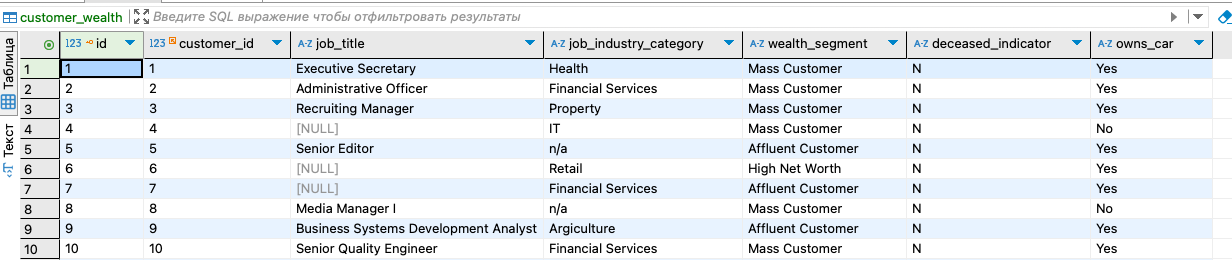 customer_wealth Введите SQL выражение чтобы отфильтровать результаты
Таблица
Текст
123 id 123 customer_id A-Z job_title A-Z job_industry_category A-Z wealth_segment A-Z deceased_indicator A-Z owns_car
1 1 1 Executive Secretary Health Mass Customer N Yes
2 2 2 Administrative Officer Financial Services Mass Customer N Yes
3 3 3 Recruiting Manager Property Mass Customer N Yes
4 4 4 [NULL] IT Mass Customer N No
5 5 5 Senior Editor n/a Affluent Customer N Yes
6 6 6 [NULL] Retail High Net Worth N Yes
7 7 7 [NULL] Financial Services Affluent Customer N Yes
8 8 8 Media Manager I n/a Mass Customer N No
9 9 9 Business Systems Development Analyst Argiculture Affluent Customer N Yes
10 10 10 Senior Quality Engineer Financial Services Mass Customer N Yes